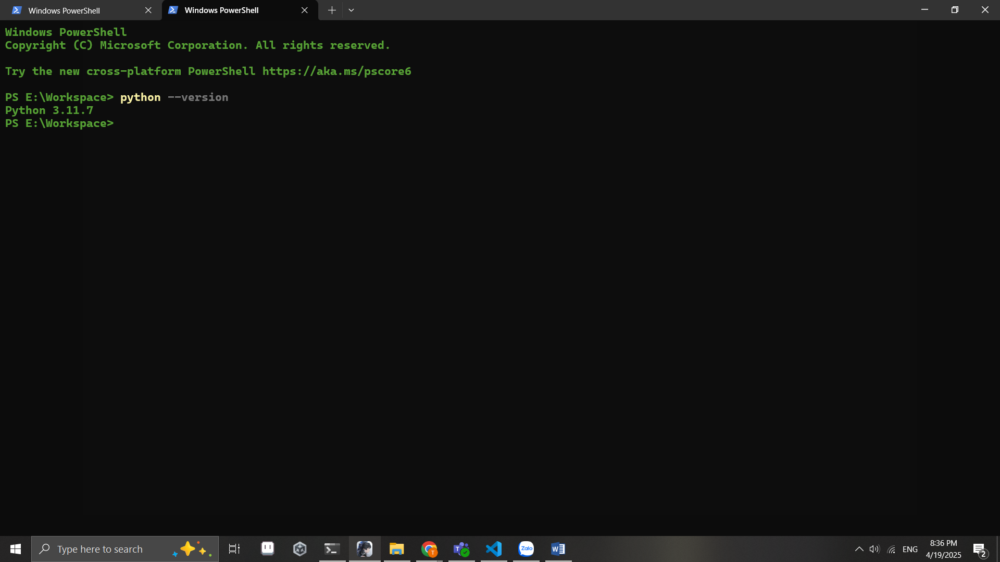 Windows PowerShell
Windows PowerShell
Windows PowerShell
Copyright (C) Microsoft Corporation. All rights reserved.
Try the new cross-platform PowerShell https://aka.ms/pscore6
PS E:\Workspace> python --version
Python 3.11.7
PS E:\Workspace>
Type here to search
T
T
Zalo
W
ENG
8:36 PM
4/19/2025
2